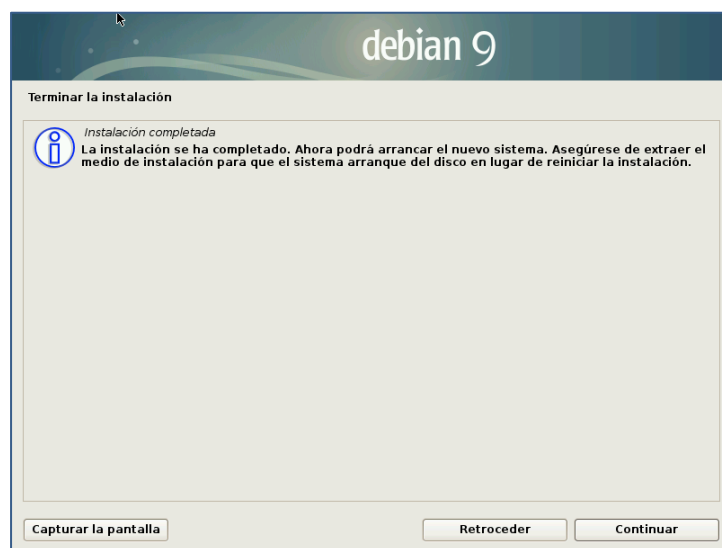 debian 9
Terminar la instalación
Instalación completada
La instalación se ha completado. Ahora podrá arrancar el nuevo sistema. Asegúrese de extraer el
medio de instalación para que el sistema arranque del disco en lugar de reiniciar la instalación.
Capturar la pantalla
Retroceder
Continuar